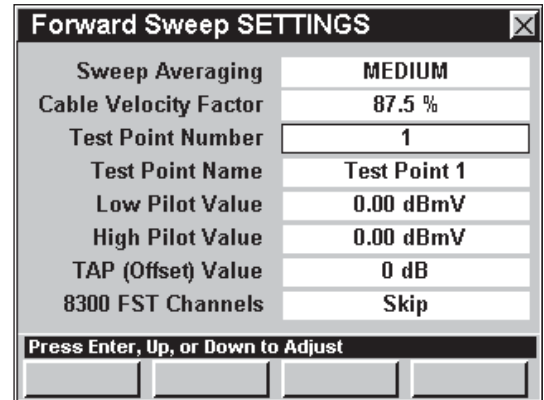 Forward Sweep SETTINGS
Sweep Averaging MEDIUM
Cable Velocity Factor 87.5 %
Test Point Number 1
Test Point Name Test Point 1
Low Pilot Value 0.00 dBmV
High Pilot Value 0.00 dBmV
TAP (Offset) Value 0 dB
8300 FST Channels Skip
Press Enter, Up, or Down to Adjust